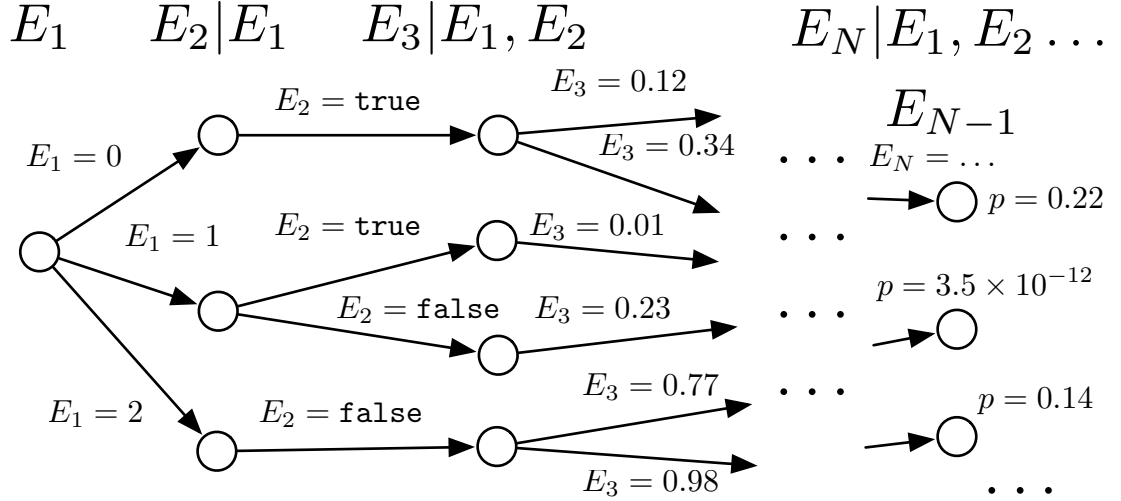 E_1
E_2|E_1
E_3|E_1, E_2
E_N|E_1, E_2 ...
E_{N-1}
E_1 = 0
E_1 = 1
E_1 = 2
E_2 = true
E_2 = true
E_2 = false
E_2 = false
E_3 = 0.12
E_3 = 0.34
E_3 = 0.01
E_3 = 0.23
E_3 = 0.77
E_3 = 0.98
...
...
...
...
E_N = ...
p = 0.22
p = 3.5 × 10^{-12}
p = 0.14
...